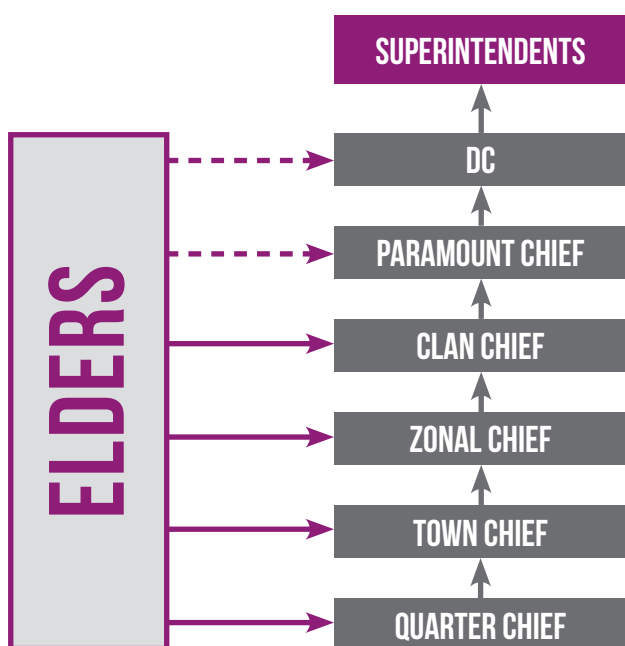 SUPERINTENDENTS
DC
PARAMOUNT CHIEF
CLAN CHIEF
ZONAL CHIEF
TOWN CHIEF
QUARTER CHIEF
ELDERS